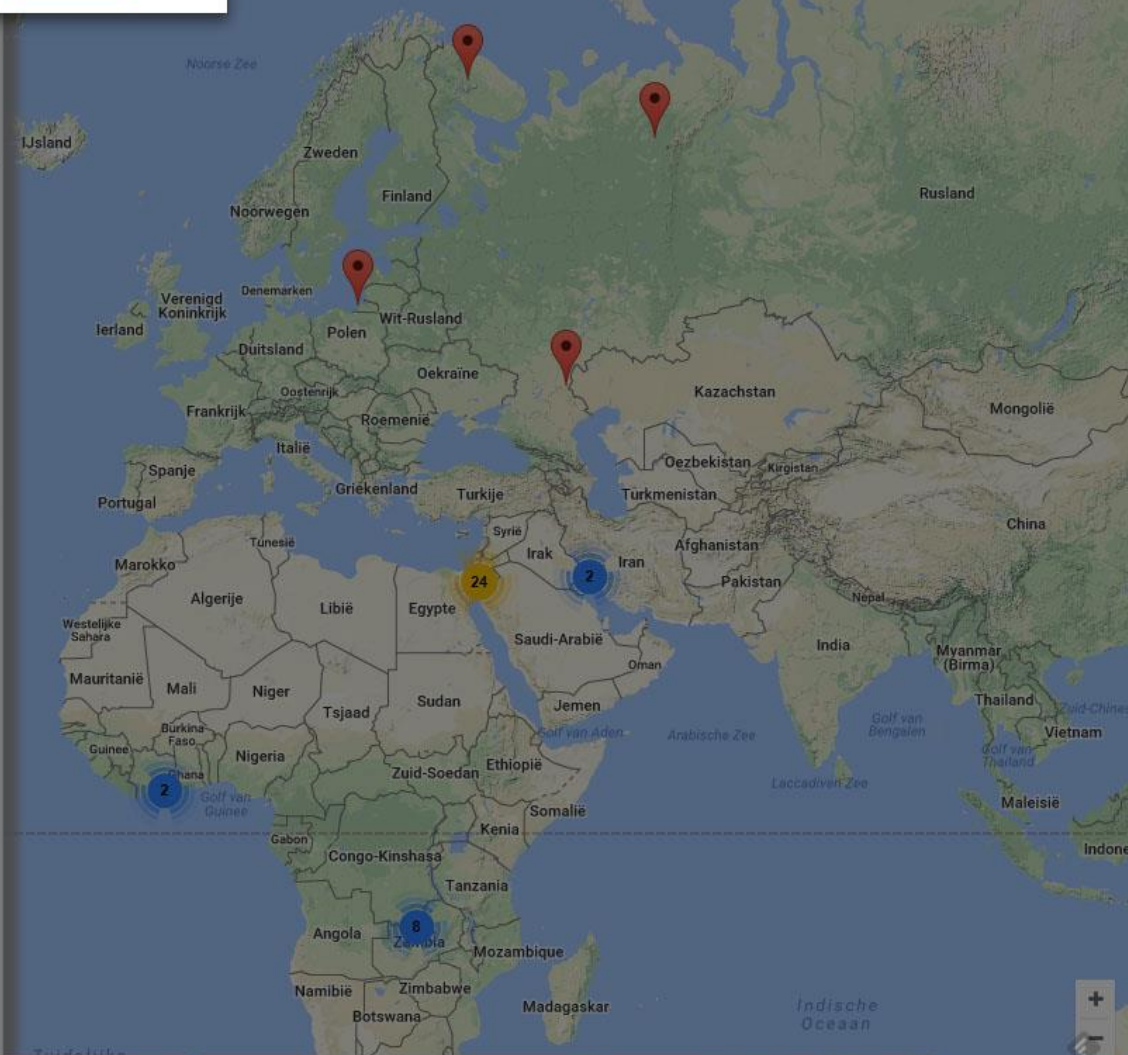 Noorse Zee
IJsland
Zweden
Finland
Noorwegen
Rusland
Denemarken
Verenigd
Koninkrijk
Ierland
Wit-Rusland
Polen
Duitsland
Oekraïne
Kazachstan
Oostenrijk
Frankrijk
Roemenië
Mongolië
Italië
Spanje
Oezbekistan
Kirgistan
Griekenland
Turkije
Turkmenistan
Portugal
China
Syrië
Tunesië
Afghanistan
Irak
Iran
Marokko
24
2
Pakistan
Nepal
Algerije
Libië
Egypte
Westelijke
Sahara
Saudi-Arabië
India
Myanmar
(Birma)
Oman
Mauritanië
Mali
Niger
Sudan
Thailand
Tsjaad
Jemen
Zuid-Chine
Burkina
Faso
Golf van Aden
Arabische Zee
Golf van
Bengalen
Vietnam
Guinee
Nigeria
Golf van
Thailand
Ethiopië
Zuid-Soedan
Ghana
2
Golf van
Guinee
Laccadiven Zee
Maleisië
Somalië
Kenia
Gabon
Indone
Congo-Kinshasa
Tanzania
8
Angola
Zambia
Mozambique
Namibië
Zimbabwe
Madagaskar
Indische
Oceaan
Botswana
+
−